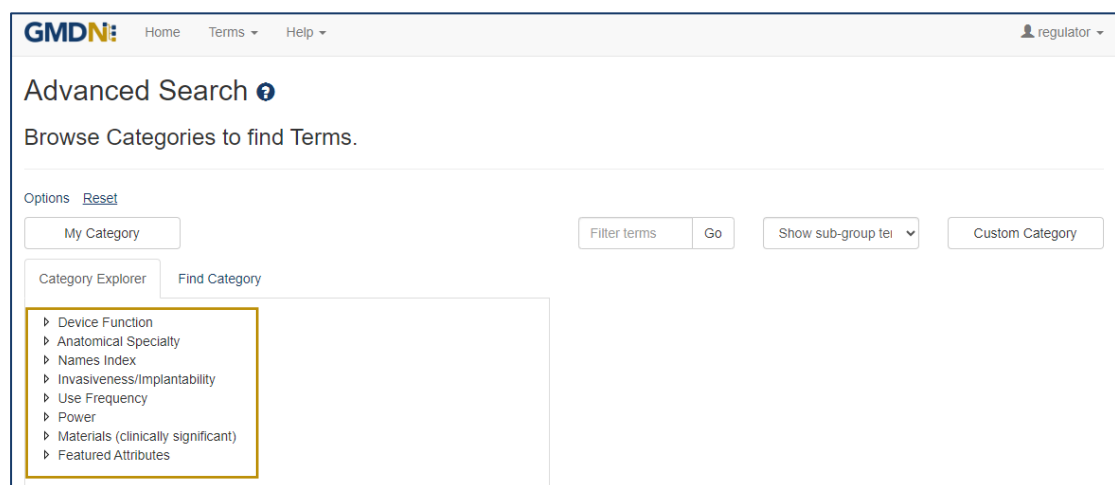 GMDN Home Terms Help regulator
Advanced Search ?
Browse Categories to find Terms.
Options Reset
My Category Filter terms Go Show sub-group ter Custom Category
Category Explorer Find Category
Device Function
Anatomical Specialty
Names Index
Invasiveness/Implantability
Use Frequency
Power
Materials (clinically significant)
Featured Attributes